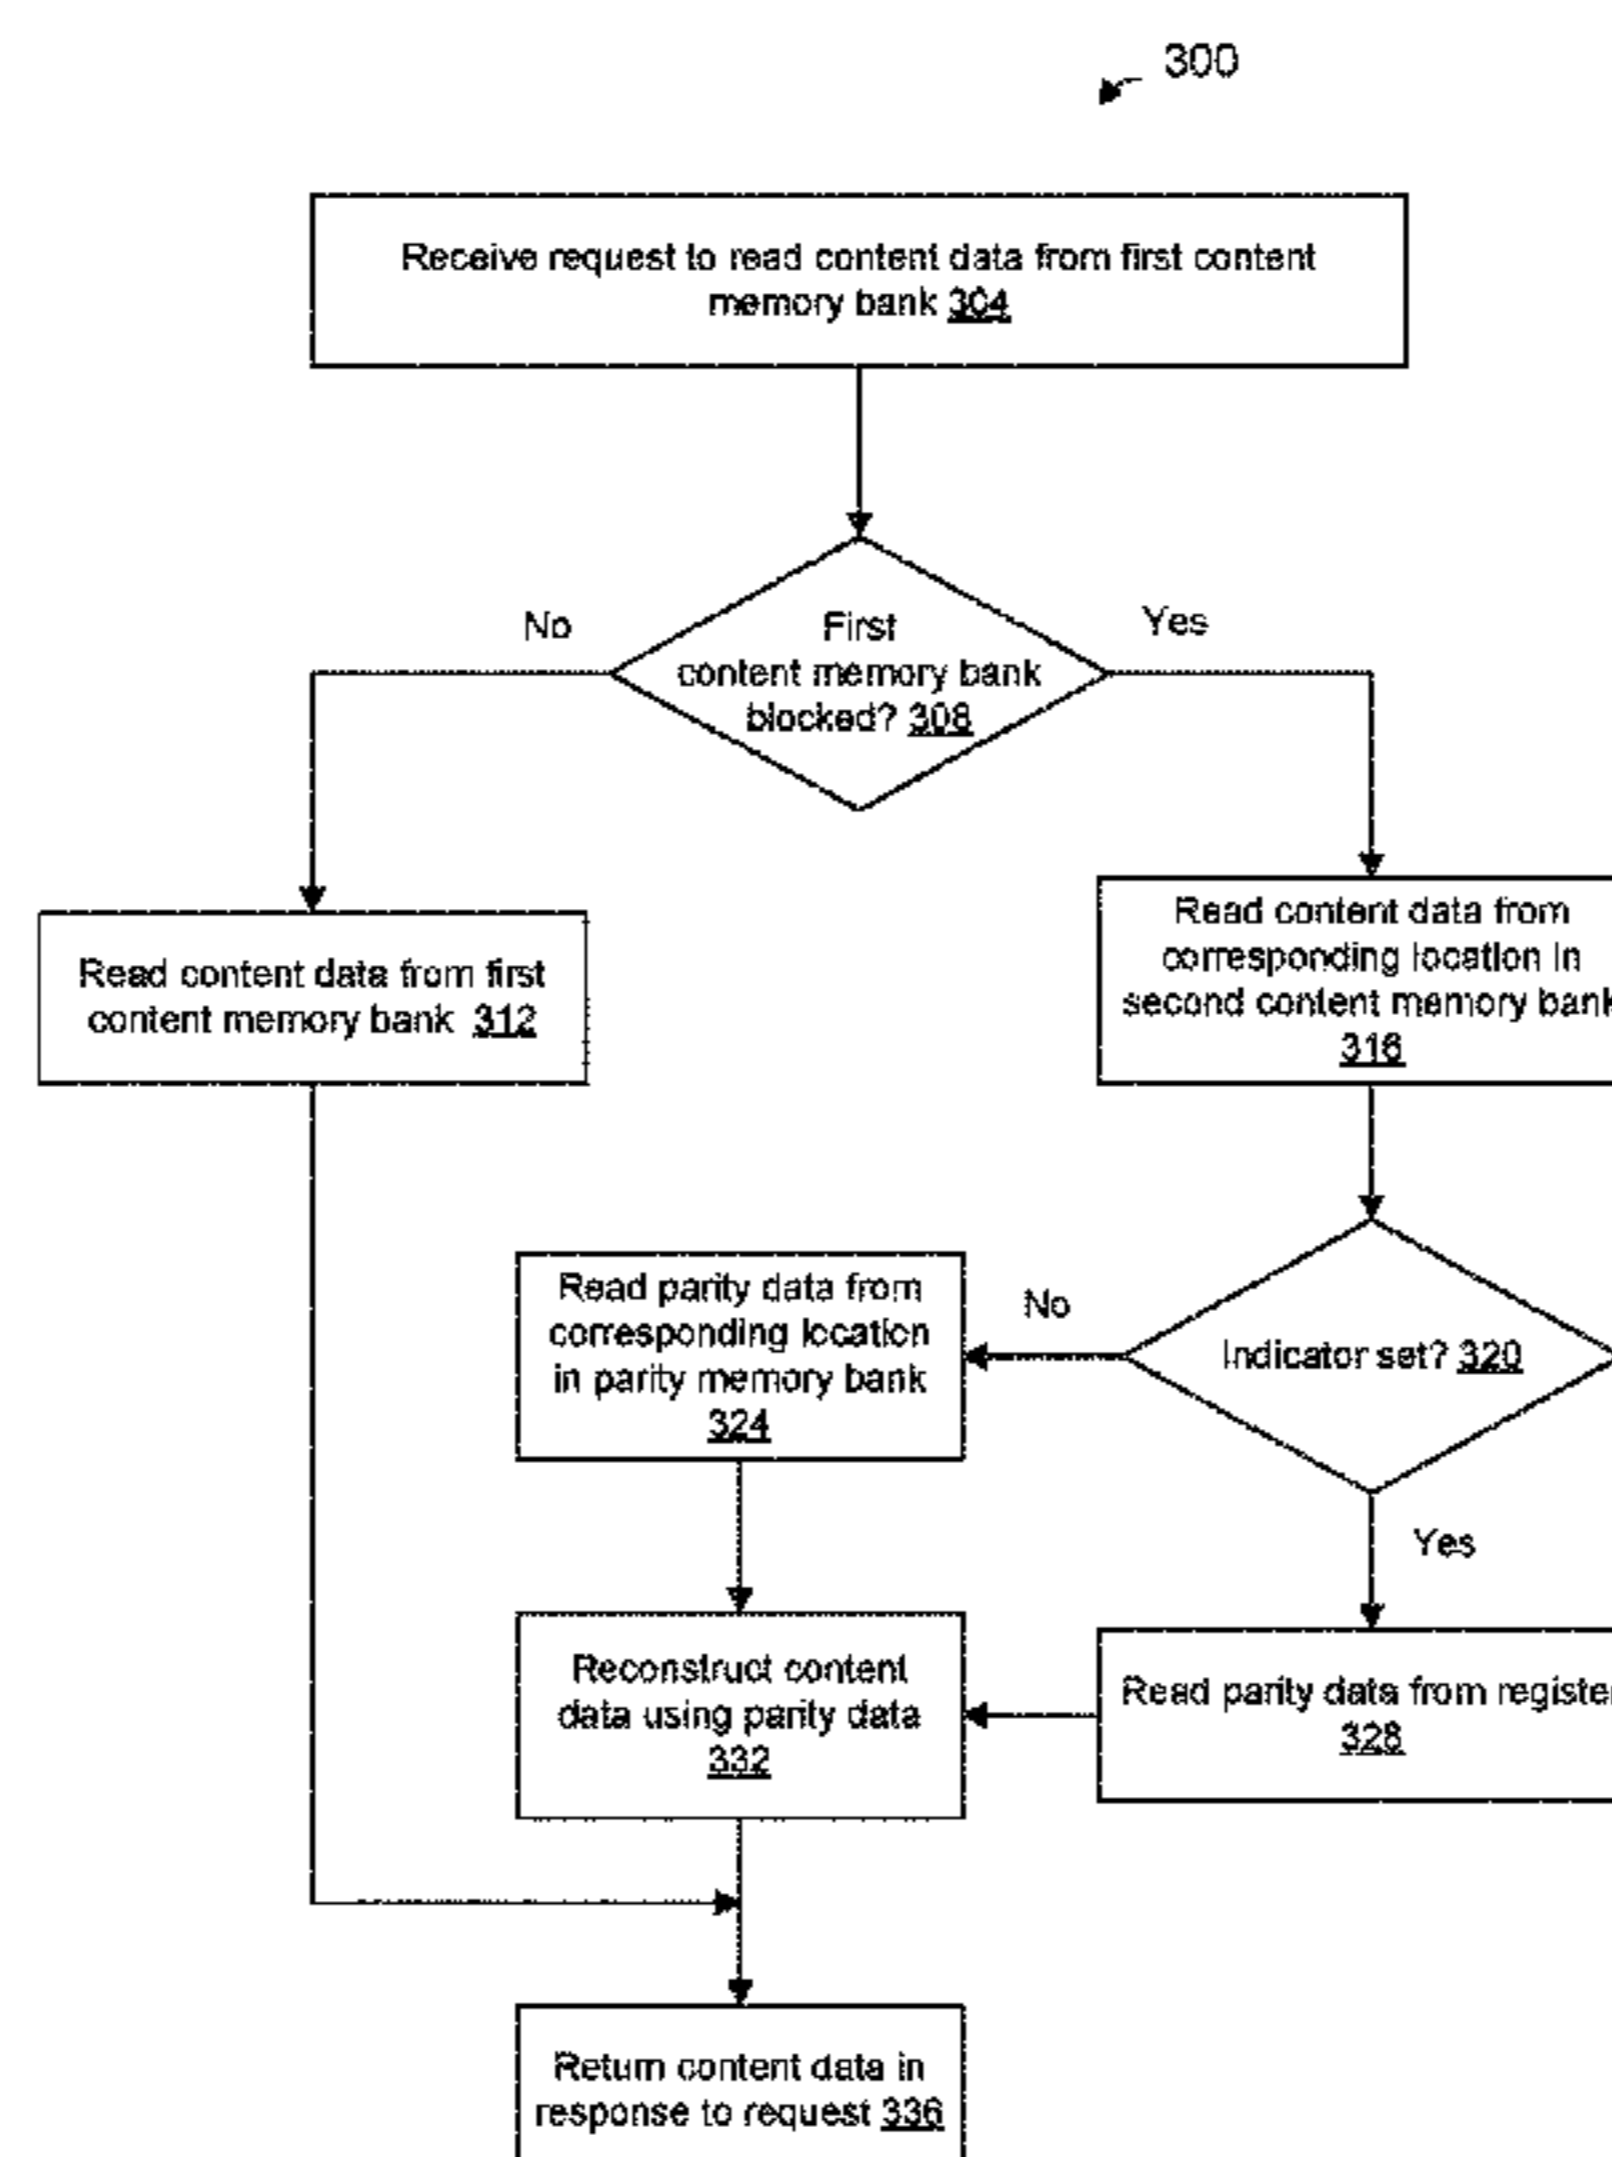 300
Receive request to read content data from first content
memory bank 304
No
First
content memory bank
blocked? 308
Yes
Read content data from first
content memory bank 312
Read content data from
corresponding location in
second content memory bank
316
Read parity data from
corresponding location
in parity memory bank
324
No
Indicator set? 320
Yes
Reconstruct content
data using parity data
332
Read parity data from register
328
Return content data in
response to request 336